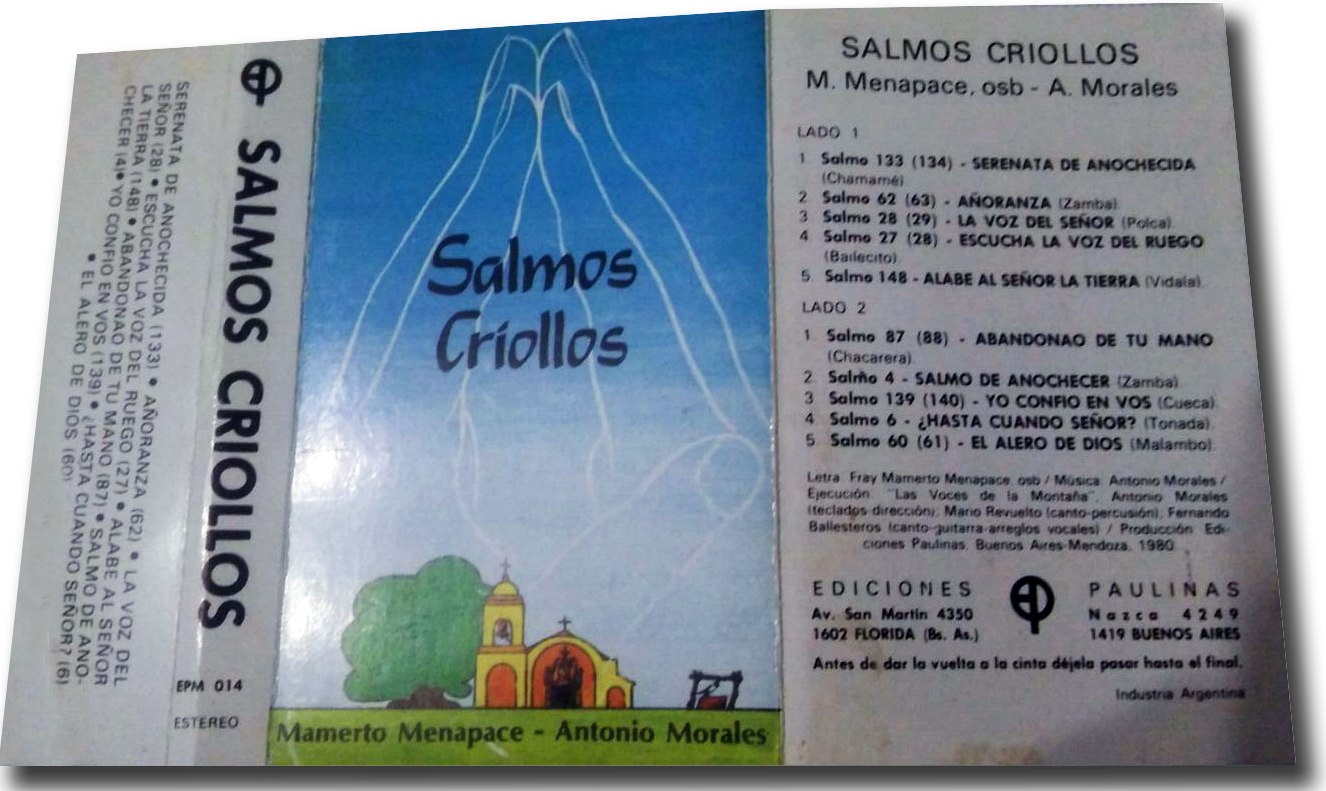 SERENATA DE ANOCHECIDA (133) • AÑORANZA (62) • LA VOZ DEL
SEÑOR (28) • ESCUCHA LA VOZ DEL RUEGO (27) • ALABE AL SEÑOR
LA TIERRA (148) • ABANDONAO DE TU MANO (87) • SALMO DE ANO-
CHECER (4) • YO CONFIO EN VOS (139) • ¿HASTA CUANDO SEÑOR? (6)
• EL ALERO DE DIOS (60)
SALMOS CRIOLLOS
EPM 014
ESTEREO
Salmos
Criollos
Mamerto Menapace - Antonio Morales
SALMOS CRIOLLOS
M. Menapace, osb - A. Morales
LADO 1
1 Salmo 133 (134) - SERENATA DE ANOCHECIDA
(Chamamé)
2 Salmo 62 (63) - AÑORANZA (Zamba)
3 Salmo 28 (29) - LA VOZ DEL SEÑOR (Polca)
4 Salmo 27 (28) - ESCUCHA LA VOZ DEL RUEGO
(Bailecito)
5 Salmo 148 - ALABE AL SEÑOR LA TIERRA (Vidala)
LADO 2
1 Salmo 87 (88) - ABANDONAO DE TU MANO
(Chacarera)
2 Salmo 4 - SALMO DE ANOCHECER (Zamba)
3 Salmo 139 (140) - YO CONFIO EN VOS (Cueca)
4 Salmo 6 - ¿HASTA CUANDO SEÑOR? (Tonada)
5 Salmo 60 (61) - EL ALERO DE DIOS (Malambo)
Letra: Fray Mamerto Menapace, osb / Música: Antonio Morales /
Ejecución: "Las Voces de la Montaña", Antonio Morales
(teclados-dirección); Mario Revuelto (canto-percusión), Fernando
Ballesteros (canto-guitarra-arreglos vocales) / Producción: Edi-
ciones Paulinas, Buenos Aires-Mendoza, 1980
EDICIONES PAULINAS
Av. San Martín 4350
1602 FLORIDA (Bs. As.)
Nazca 4249
1419 BUENOS AIRES
Antes de dar la vuelta a la cinta déjela pasar hasta el final.
Industria Argentina